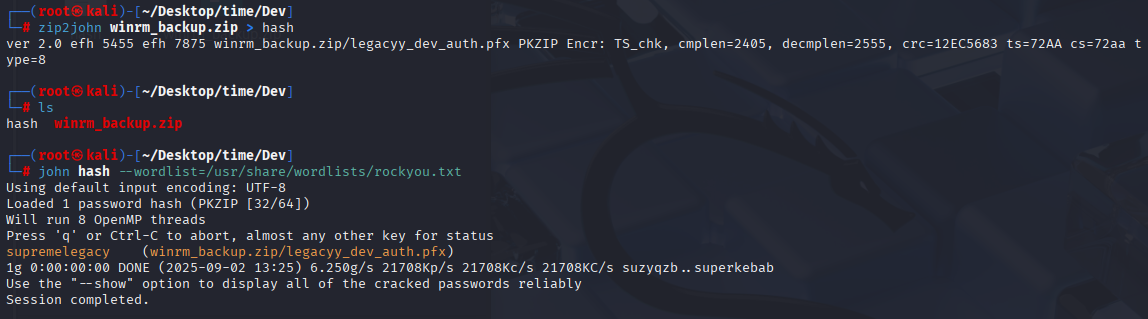 ┌──(root㉿kali)-[~/Desktop/time/Dev]
└─# zip2john winrm_backup.zip > hash
ver 2.0 efh 5455 efh 7875 winrm_backup.zip/legacyy_dev_auth.pfx PKZIP Encr: TS_chk, cmplen=2405, decmplen=2555, crc=12EC5683 ts=72AA cs=72aa t
ype=8
┌──(root㉿kali)-[~/Desktop/time/Dev]
└─# ls
hash  winrm_backup.zip
┌──(root㉿kali)-[~/Desktop/time/Dev]
└─# john hash --wordlist=/usr/share/wordlists/rockyou.txt
Using default input encoding: UTF-8
Loaded 1 password hash (PKZIP [32/64])
Will run 8 OpenMP threads
Press 'q' or Ctrl-C to abort, almost any other key for status
supremelegacy    (winrm_backup.zip/legacyy_dev_auth.pfx)
1g 0:00:00:00 DONE (2025-09-02 13:25) 6.250g/s 21708Kp/s 21708Kc/s 21708KC/s suzyqzb..superkebab
Use the "--show" option to display all of the cracked passwords reliably
Session completed.